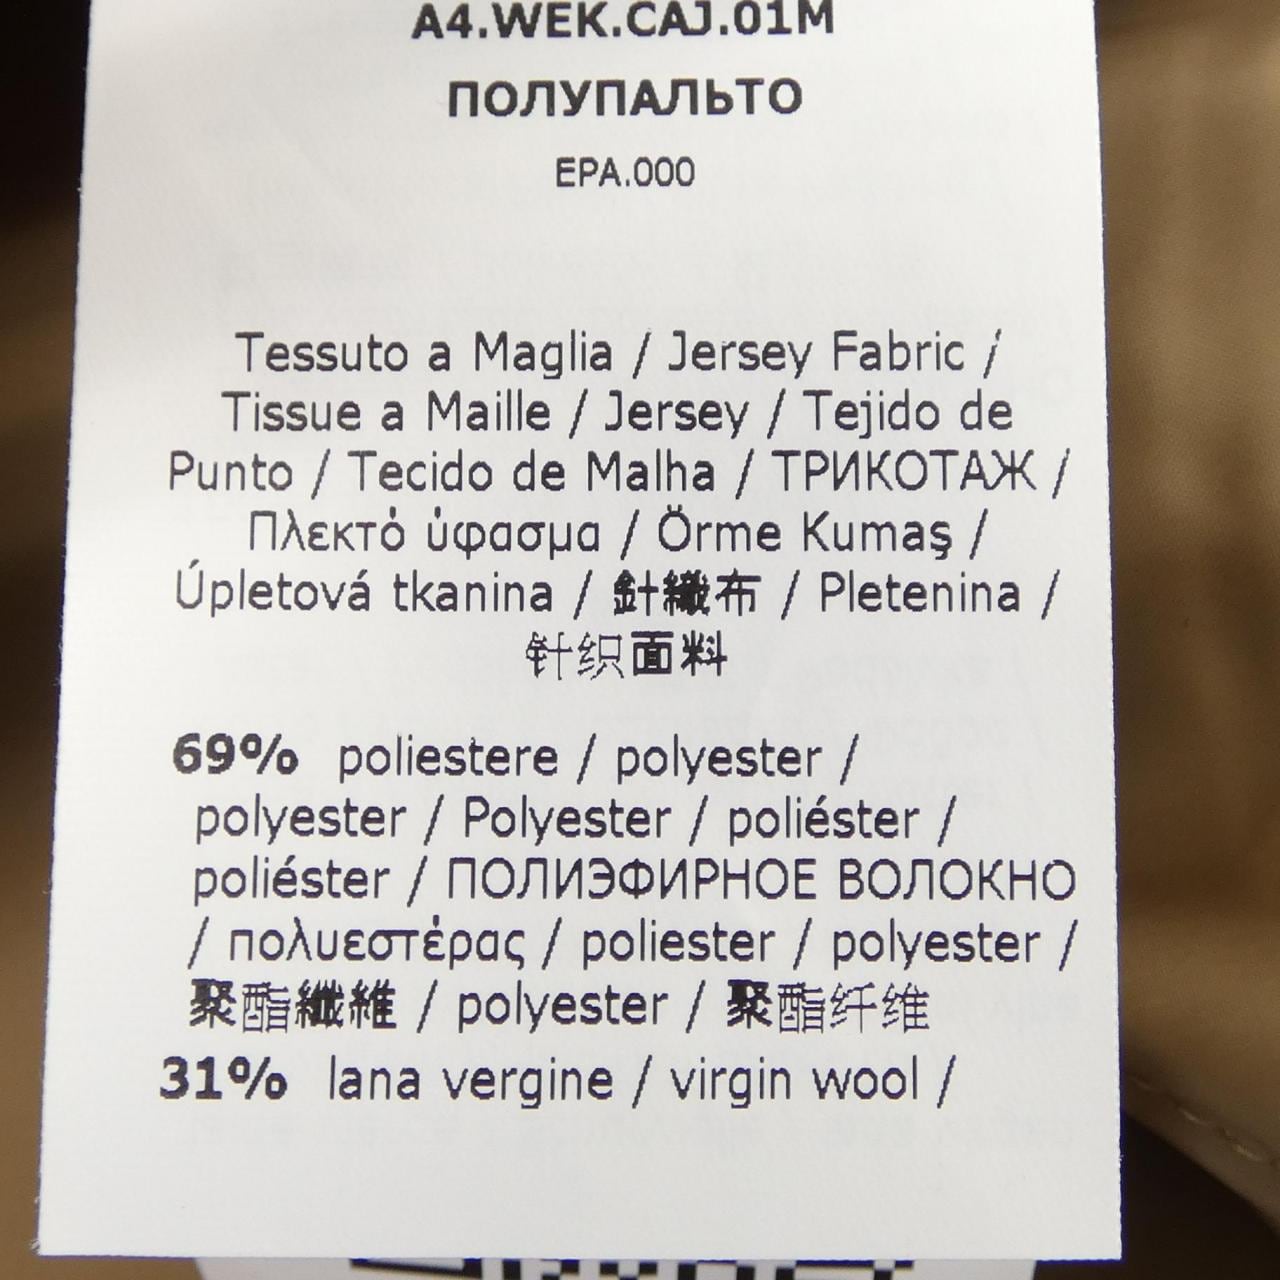 A4.WEK.CAJ.01M
ПОЛУПАЛЬТО
EPA.000
Tessuto a Maglia / Jersey Fabric /
Tissue a Maille / Jersey / Tejido de
Punto / Tecido de Malha / ТРИКОТАЖ /
Πλεκτό ύφασμα / Örme Kumaş /
Úpletová tkanina / 針織布 / Pletenina /
针织面料
69% poliestere / polyester /
polyester / Polyester / poliéster /
poliéster / ПОЛИЭФИРНОЕ ВОЛОКНО
/ πολυεστέρας / poliester / polyester /
聚酯纖維 / polyester / 聚酯纤维
31% lana vergine / virgin wool /